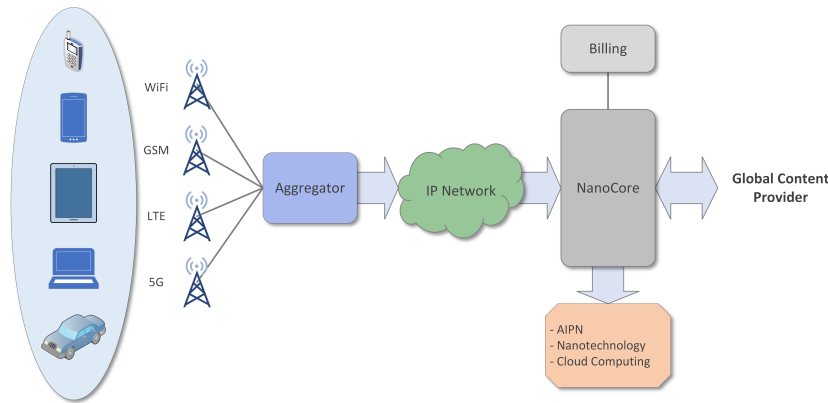 WiFi
GSM
LTE
5G
Aggregator
IP Network
Billing
NanoCore
Global Content
Provider
- AIPN
- Nanotechnology
- Cloud Computing